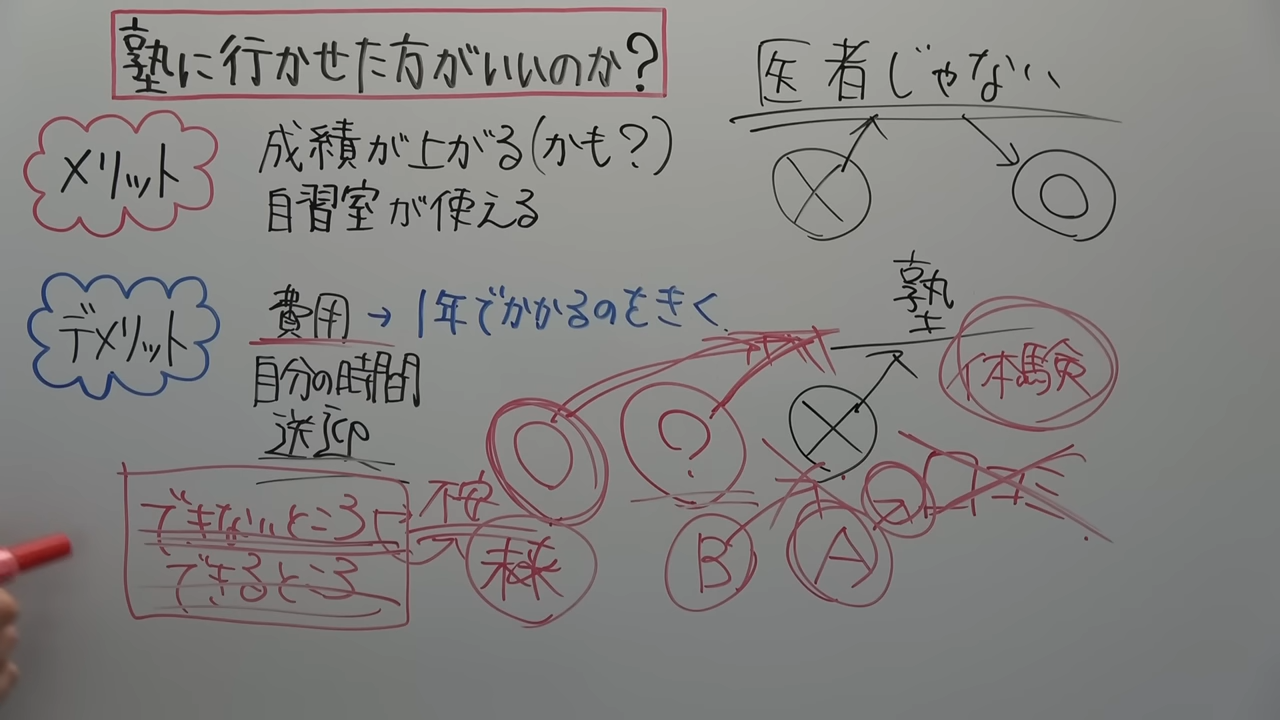 塾に行かせた方がいいのか?
医者じゃない
メリット
成績が上がる(かも?)
自習室が使える
デメリット
費用 → 1年でかかるのをきく
自分の時間
送迎
塾
体験
?
不安
できないところ
できるところ
未来
B
A